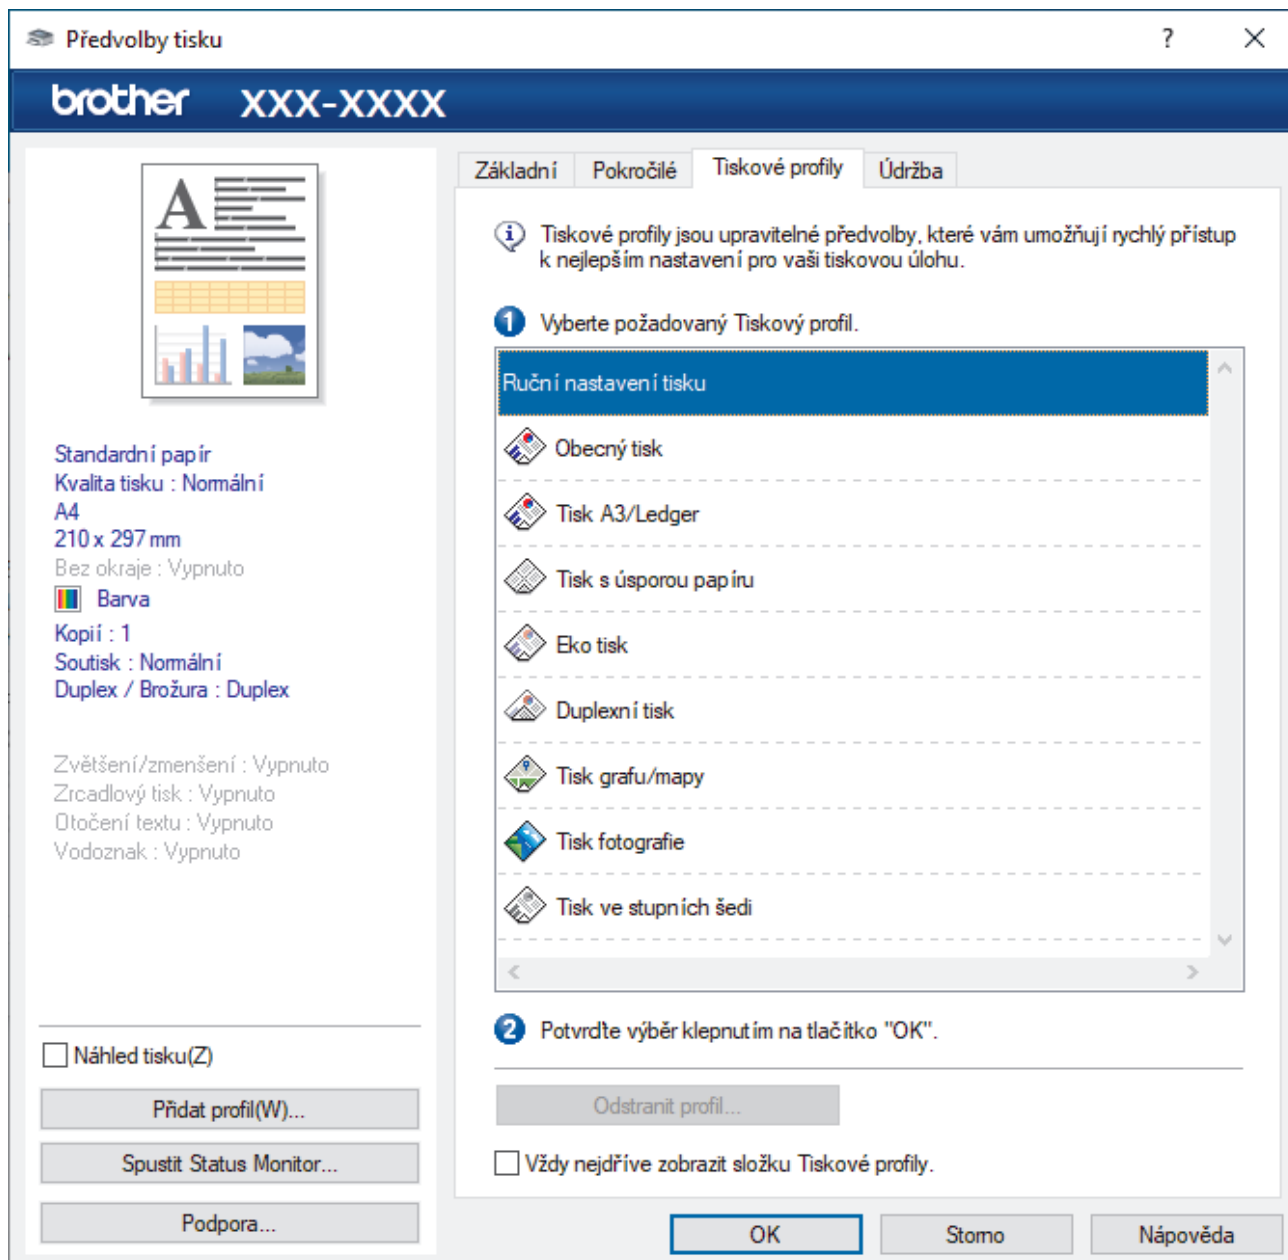 Předvolby tisku
?
brother XXX-XXXX
A
Standardní papír
Kvalita tisku : Normální
A4
210 x 297 mm
Bez okraje : Vypnuto
Barva
Kopií : 1
Soutisk : Normální
Duplex / Brožura : Duplex
Zvětšení/zmenšení : Vypnuto
Zrcadlový tisk : Vypnuto
Otočení textu : Vypnuto
Vodoznak : Vypnuto
Náhled tisku(Z)
Přidat profil(W)...
Spustit Status Monitor...
Podpora...
Základní Pokročilé Tiskové profily Údržba
Tiskové profily jsou upravitelné předvolby, které vám umožňují rychlý přístup
k nejlepším nastavení pro vaši tiskovou úlohu.
1 Vyberte požadovaný Tiskový profil.
Ruční nastavení tisku
Obecný tisk
Tisk A3/Ledger
Tisk s úsporou papíru
Eko tisk
Duplexní tisk
Tisk grafu/mapy
Tisk fotografie
Tisk ve stupních šedi
2 Potvrďte výběr klepnutím na tlačítko "OK".
Odstranit profil...
Vždy nejdříve zobrazit složku Tiskové profily.
OK Storno Nápověda